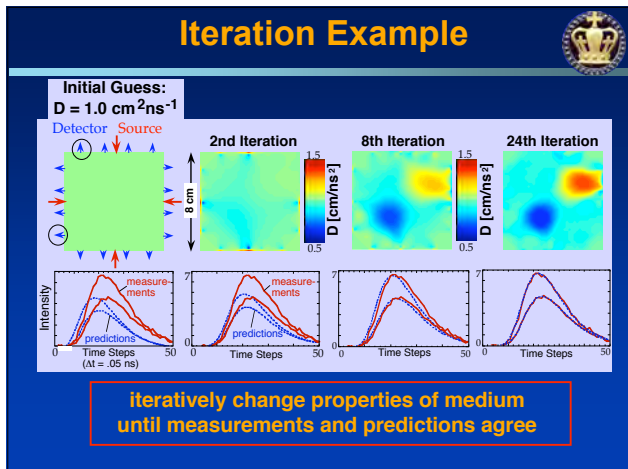 Iteration Example
Initial Guess:
D = 1.0 cm²ns⁻¹
Detector Source
2nd Iteration
8th Iteration
24th Iteration
8 cm
1.5
D [cm/ns²]
0.5
1.5
D [cm/ns²]
0.5
Intensity
measure-
ments
predictions
0
50
Time Steps
(Δt = .05 ns)
7
measure-
ments
predictions
0
50
Time Steps
7
0
50
Time Steps
7
0
50
Time Steps
iteratively change properties of medium
until measurements and predictions agree